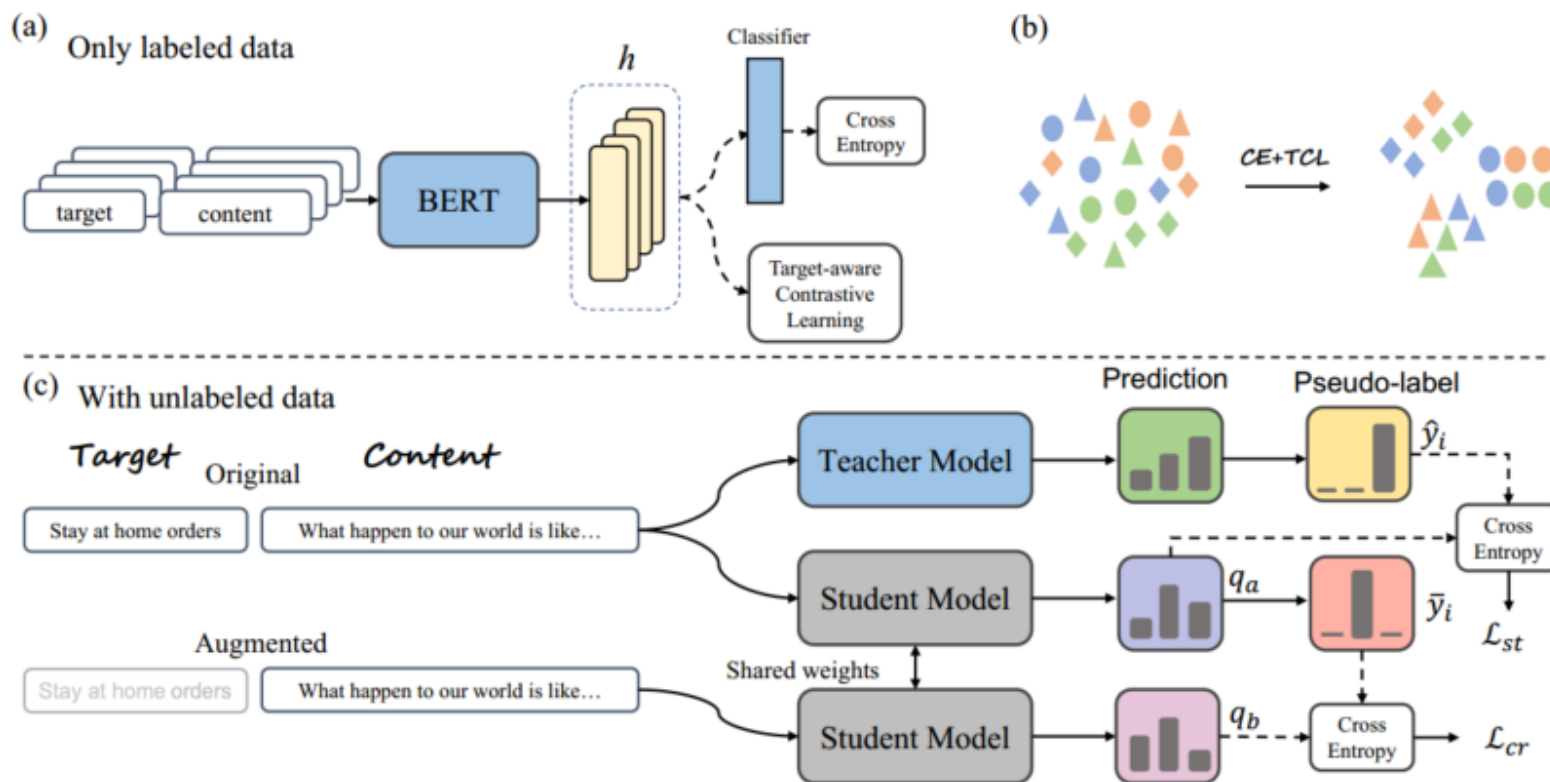 (a)
Only labeled data
h
Classifier
Cross
Entropy
target
content
BERT
Target-aware
Contrastive
Learning
(b)
CE+TCL
(c)
With unlabeled data
Target
Content
Original
Stay at home orders
What happen to our world is like…
Teacher Model
Prediction
Pseudo-label
ŷᵢ
Cross
Entropy
Student Model
qₐ
ȳᵢ
ℒₛₜ
Augmented
Stay at home orders
What happen to our world is like…
Shared weights
Student Model
q_b
Cross
Entropy
ℒ_cr